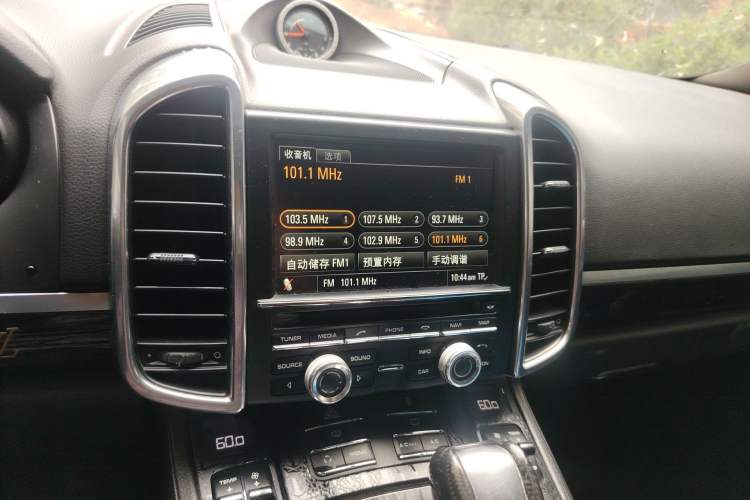 收音机 选项
101.1 MHz FM 1
103.5 MHz 1 107.5 MHz 2 93.7 MHz 3
98.9 MHz 4 102.9 MHz 5 101.1 MHz 6
自动储存 FM1 预置内存 手动调谐
FM 101.1 MHz 10:44am TP
TUNER MEDIA PHONE NAVI MAP
SOURCE SOUND INFO
CAR
60.0 60.0
TEMP A/C A/C